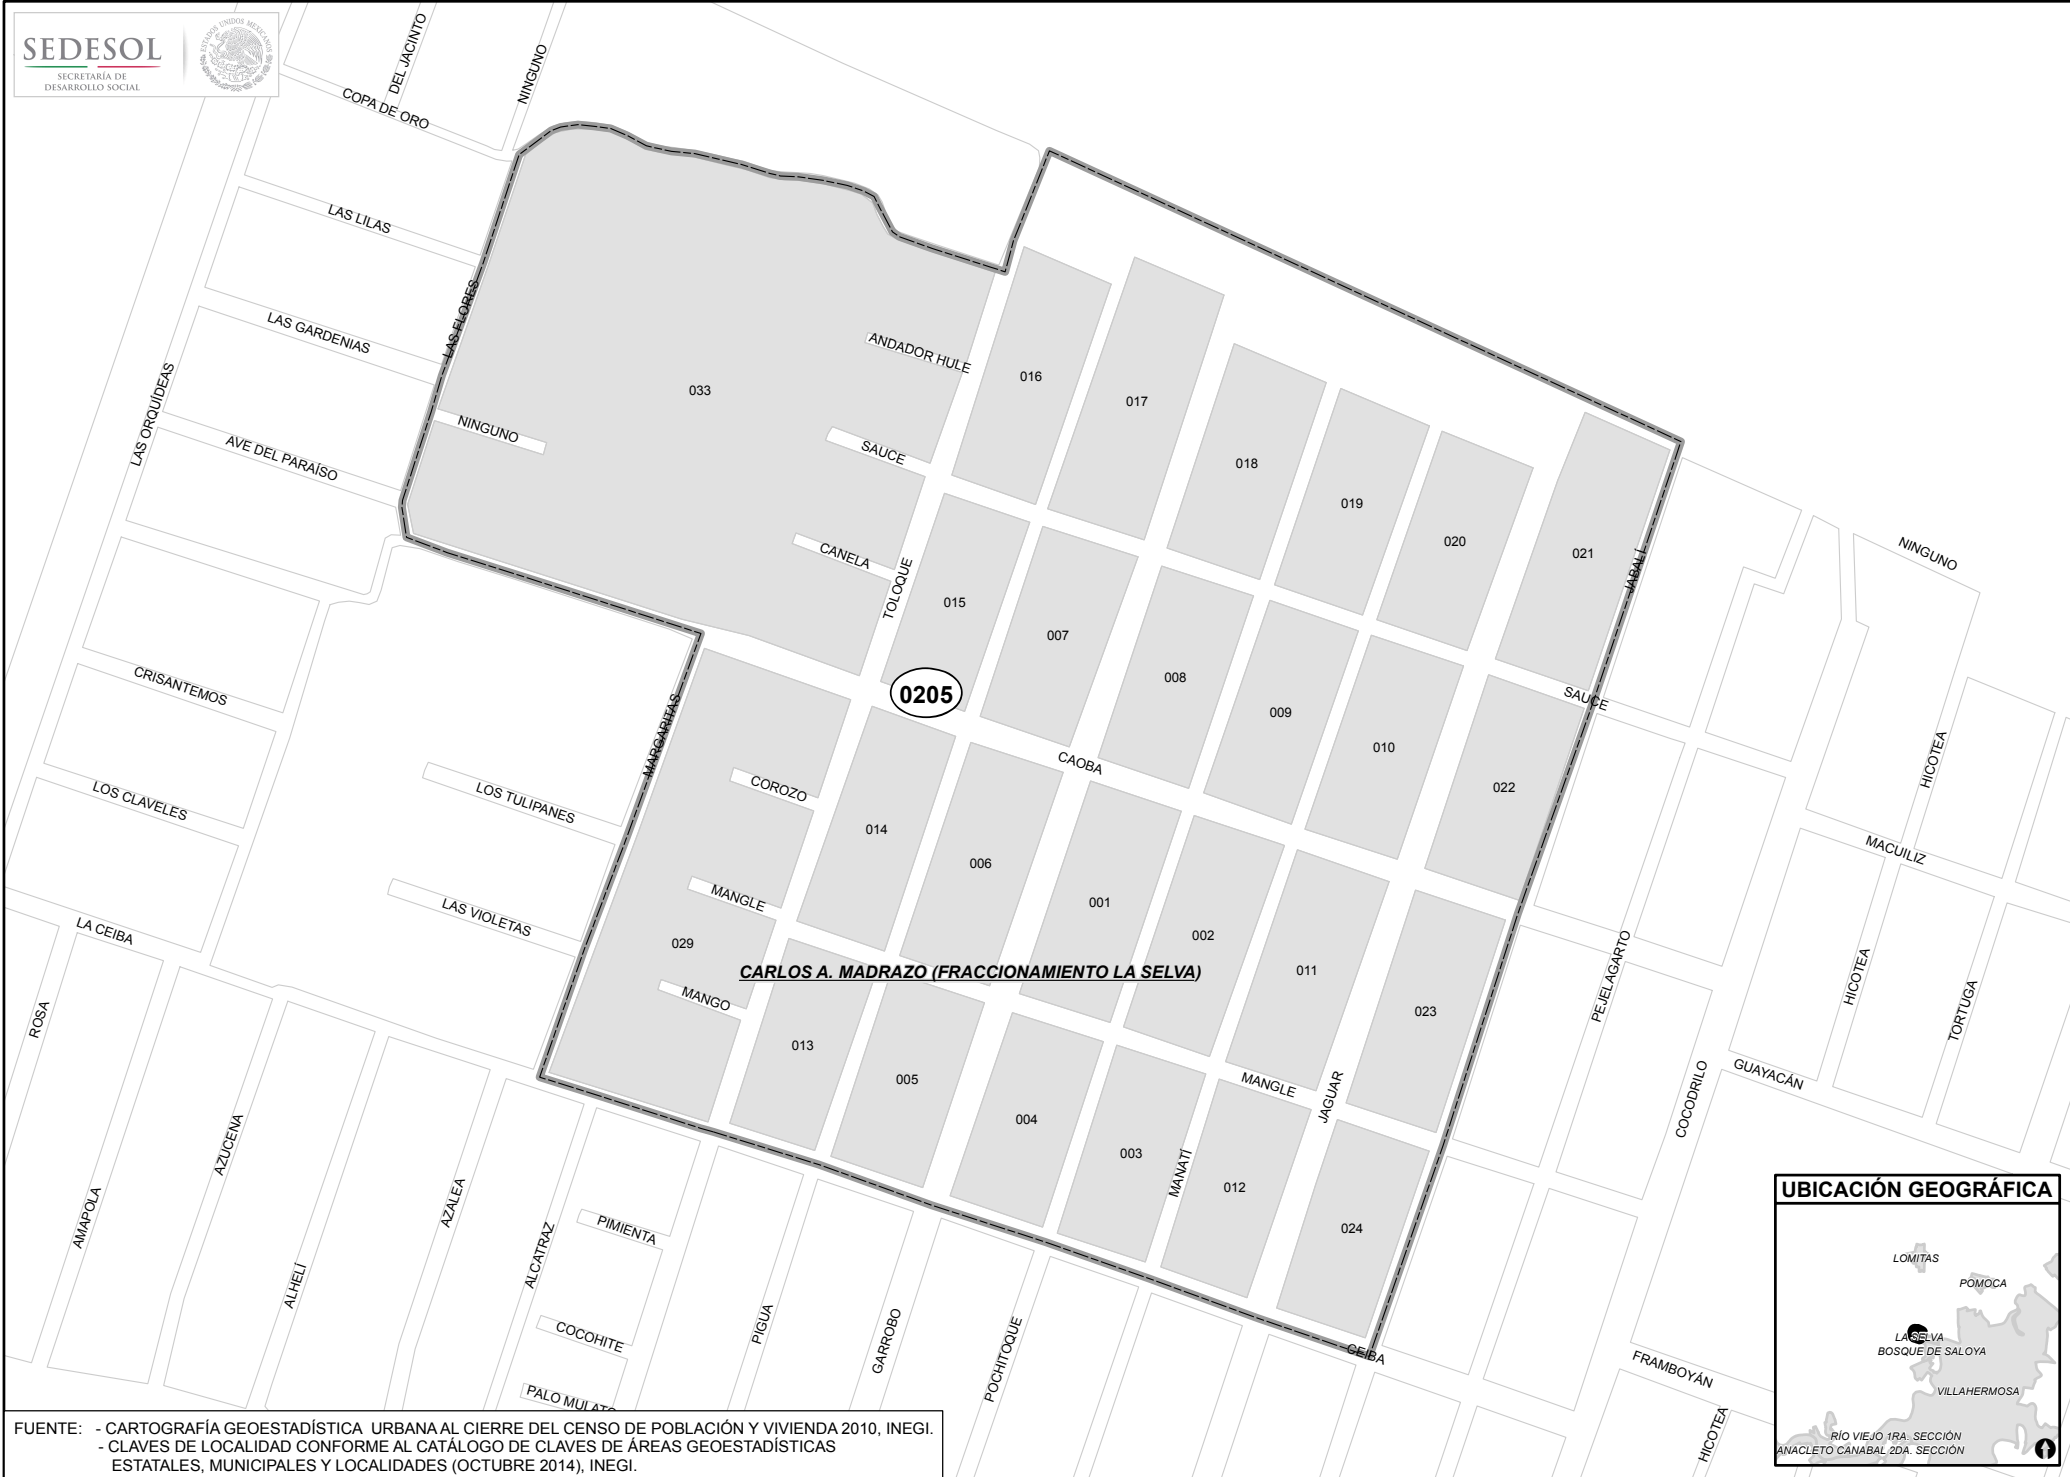 SEDESOL
SECRETARÍA DE
DESARROLLO SOCIAL
ESTADOS UNIDOS MEXICANOS
DEL JACINTO
NINGUNO
COPA DE ORO
LAS LILAS
LAS FLORES
LAS GARDENIAS
LAS ORQUÍDEAS
AVE DEL PARAÍSO
NINGUNO
033
ANDADOR HULE
SAUCE
CANELA
TOLOQUE
016
017
018
019
020
021
JABALÍ
NINGUNO
015
007
008
009
010
022
SAUCE
0205
CAOBA
CRISANTEMOS
LOS CLAVELES
MARGARITAS
LOS TULIPANES
LAS VIOLETAS
LA CEIBA
COROZO
MANGLE
029
MANGO
014
006
001
002
011
023
CARLOS A. MADRAZO (FRACCIONAMIENTO LA SELVA)
HICOTEA
MACUILIZ
PEJELAGARTO
HICOTEA
TORTUGA
GUAYACÁN
COCODRILO
013
005
004
003
MANATÍ
012
MANGLE
JAGUAR
024
ROSA
AMAPOLA
AZUCENA
ALHELÍ
AZALEA
ALCATRAZ
PIMIENTA
COCOHITE
PALO MULATO
PIGUA
GARROBO
POCHITOQUE
CEIBA
FRAMBOYÁN
HICOTEA
UBICACIÓN GEOGRÁFICA
LOMITAS
POMOCA
LA SELVA
BOSQUE DE SALOYA
VILLAHERMOSA
RÍO VIEJO 1RA. SECCIÓN
ANACLETO CANABAL 2DA. SECCIÓN
FUENTE: - CARTOGRAFÍA GEOESTADÍSTICA URBANA AL CIERRE DEL CENSO DE POBLACIÓN Y VIVIENDA 2010, INEGI.
- CLAVES DE LOCALIDAD CONFORME AL CATÁLOGO DE CLAVES DE ÁREAS GEOESTADÍSTICAS
ESTATALES, MUNICIPALES Y LOCALIDADES (OCTUBRE 2014), INEGI.